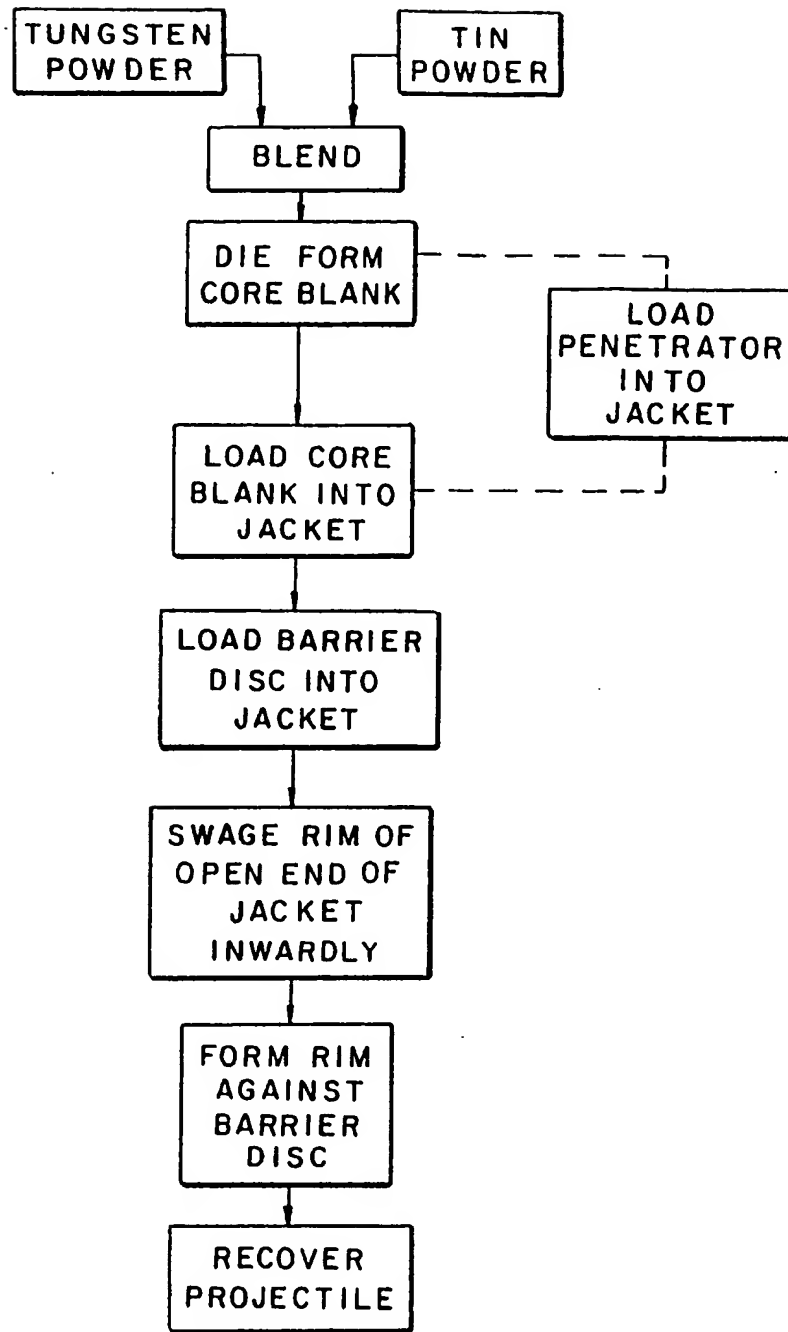 TUNGSTEN
POWDER
TIN
POWDER
BLEND
DIE FORM
CORE BLANK
LOAD
PENETRATOR
INTO
JACKET
LOAD CORE
BLANK INTO
JACKET
LOAD BARRIER
DISC INTO
JACKET
SWAGE RIM OF
OPEN END OF
JACKET
INWARDLY
FORM RIM
AGAINST
BARRIER
DISC
RECOVER
PROJECTILE